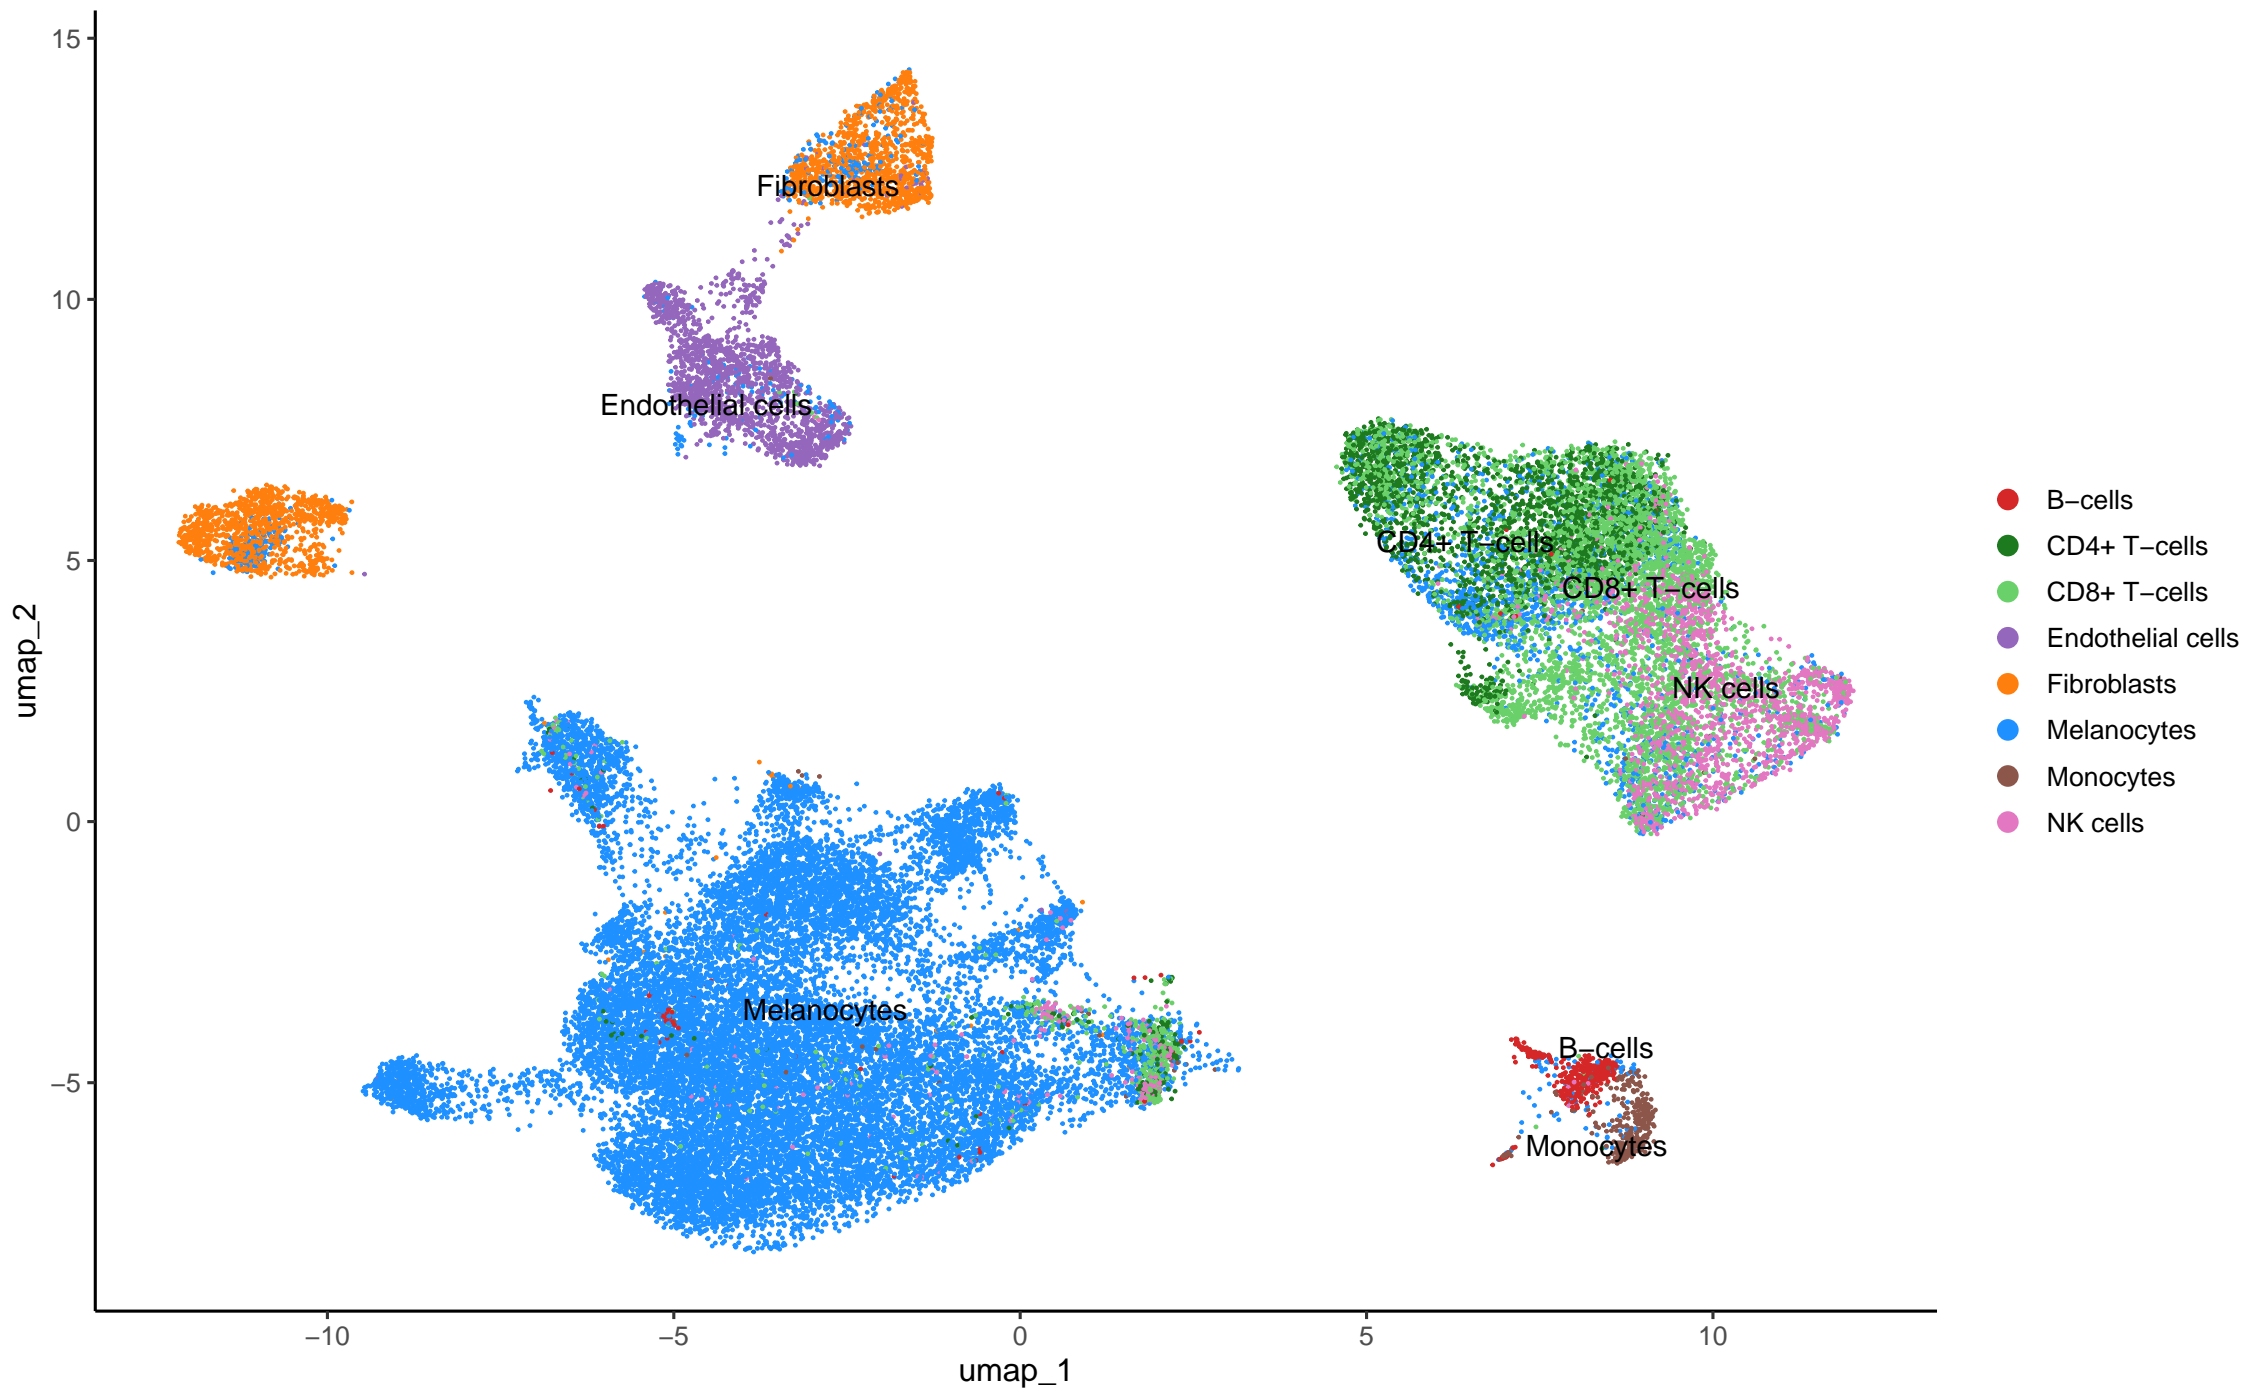 15
10
5
0
−5
umap_2
−10
−5
0
5
10
umap_1
Fibroblasts
Endothelial cells
CD4+ T−cells
CD8+ T−cells
NK cells
Melanocytes
B−cells
Monocytes
B−cells
CD4+ T−cells
CD8+ T−cells
Endothelial cells
Fibroblasts
Melanocytes
Monocytes
NK cells